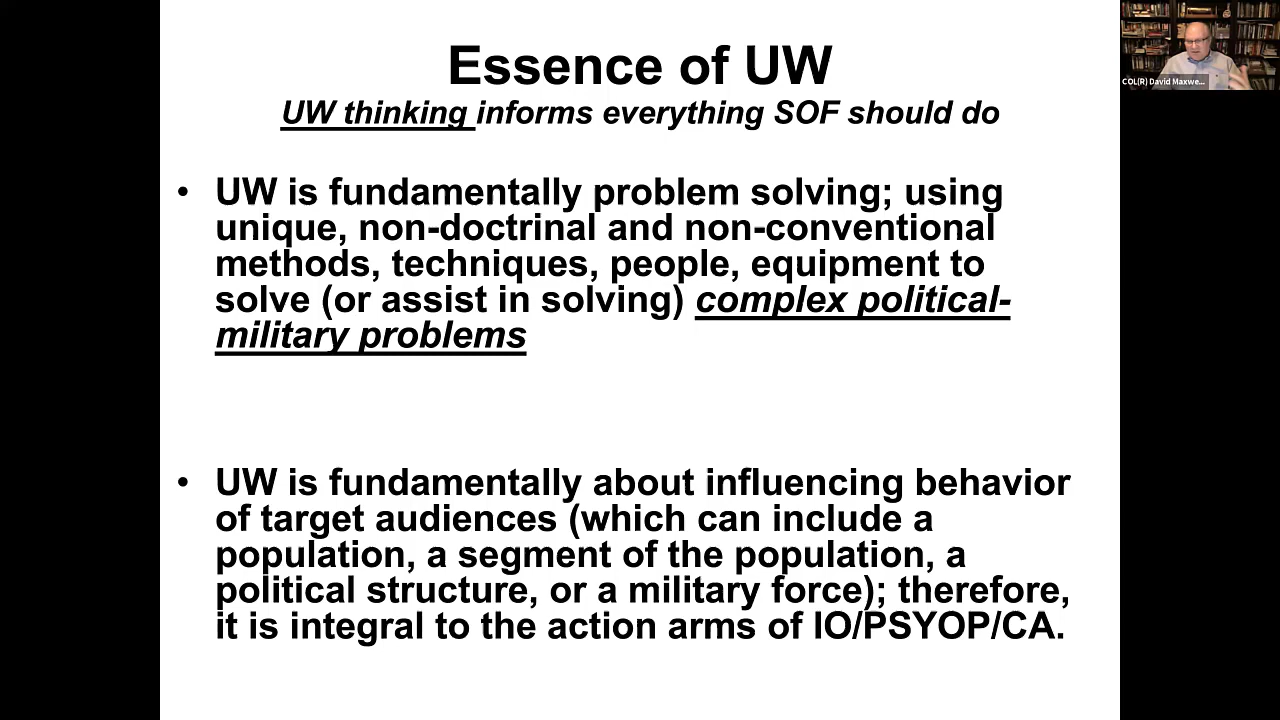 Essence of UW
UW thinking informs everything SOF should do
• UW is fundamentally problem solving; using
unique, non-doctrinal and non-conventional
methods, techniques, people, equipment to
solve (or assist in solving) complex political-
military problems
• UW is fundamentally about influencing behavior
of target audiences (which can include a
population, a segment of the population, a
political structure, or a military force); therefore,
it is integral to the action arms of IO/PSYOP/CA.
COL(R) David Maxwe...